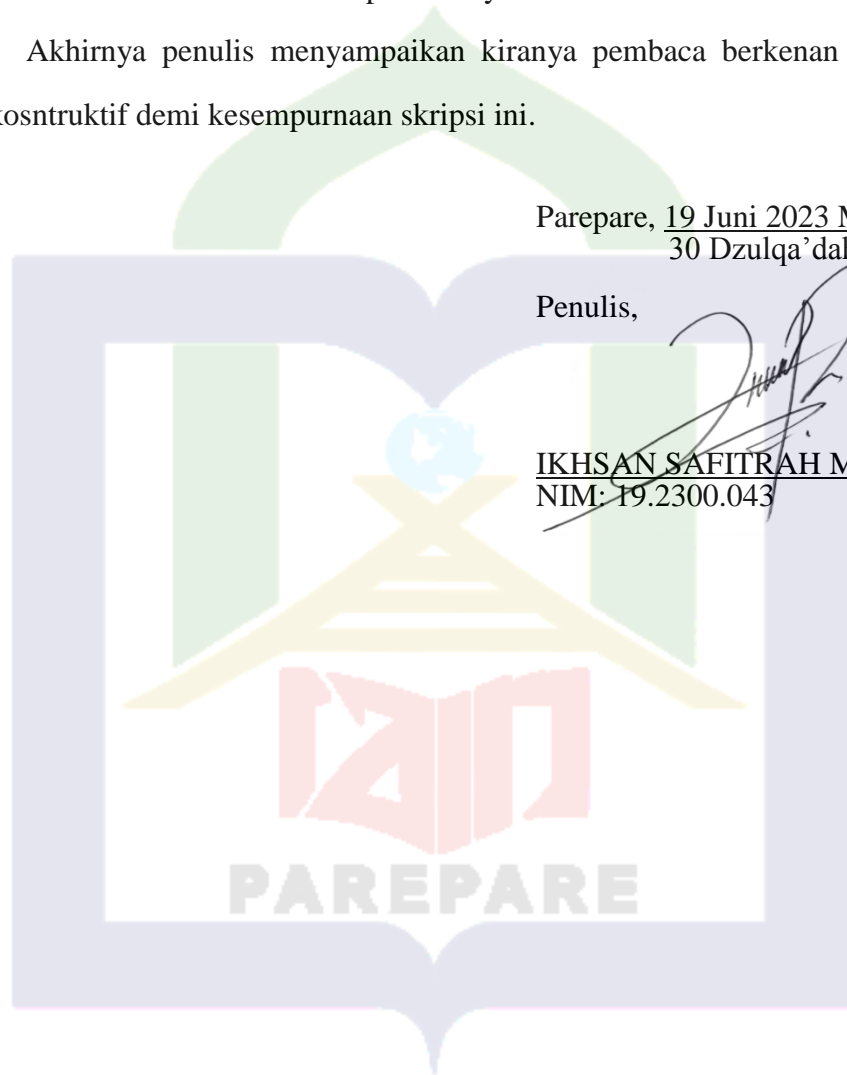 Akhirnya penulis menyampaikan kiranya pembaca berkenan
kosntruktif demi kesempurnaan skripsi ini.
Parepare, 19 Juni 2023 M
30 Dzulqa’dah
Penulis,
IKHSAN SAFITRAH M
NIM: 19.2300.043
PAREPARE